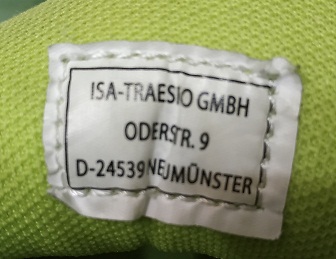 ISA-TRAESIO GMBH
ODERSTR. 9
D-24539 NEUMÜNSTER